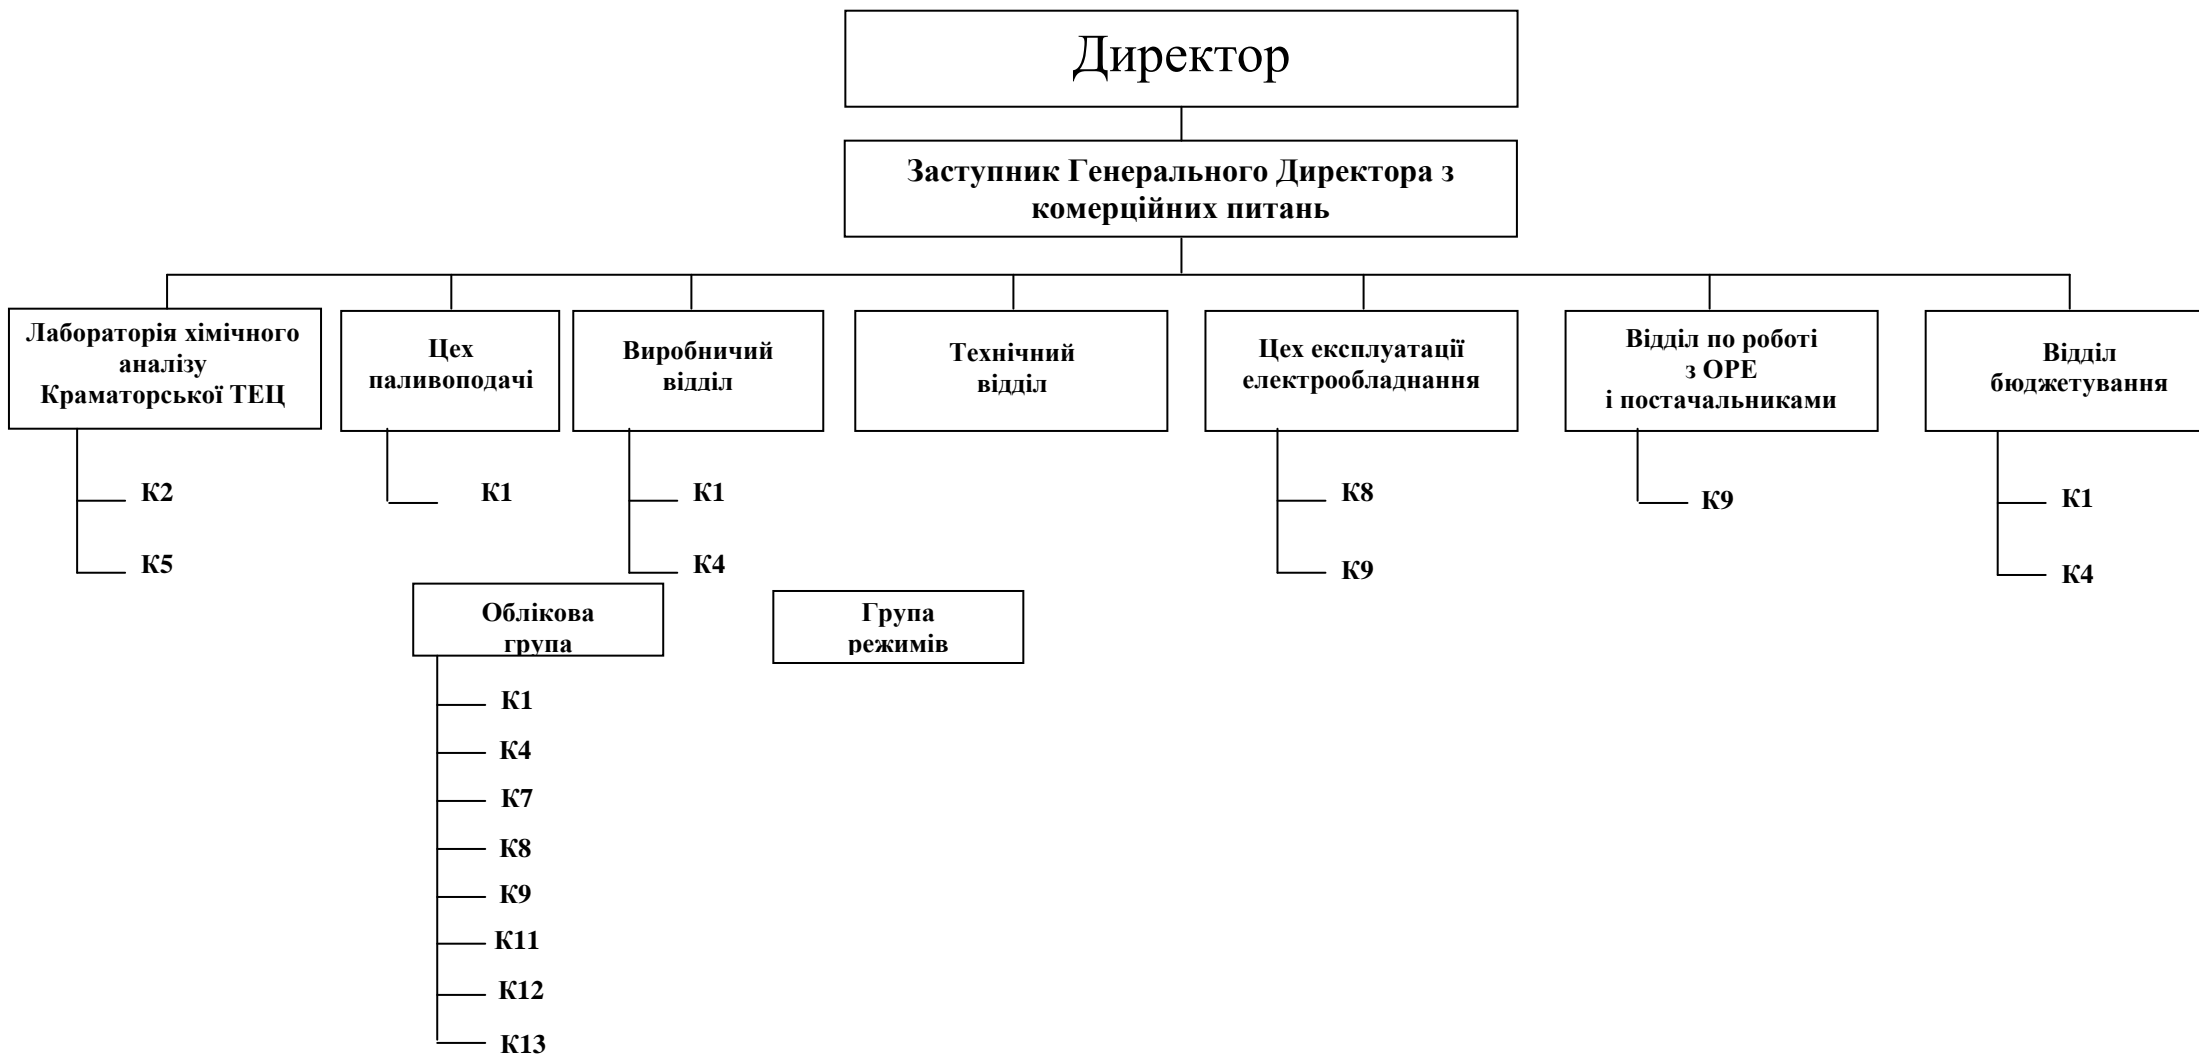 Директор
Заступник Генерального Директора з
комерційних питань
Лабораторія хімічного
аналізу
Краматорської ТЕЦ
Цех
паливоподачі
Виробничий
відділ
Технічний
відділ
Цех експлуатації
електрообладнання
Відділ по роботі
з ОРЕ
і постачальниками
Відділ
бюджетування
К2
К5
К1
К1
К4
К8
К9
К9
К1
К4
Облікова
група
Група
режимів
К1
К4
К7
К8
К9
К11
К12
К13